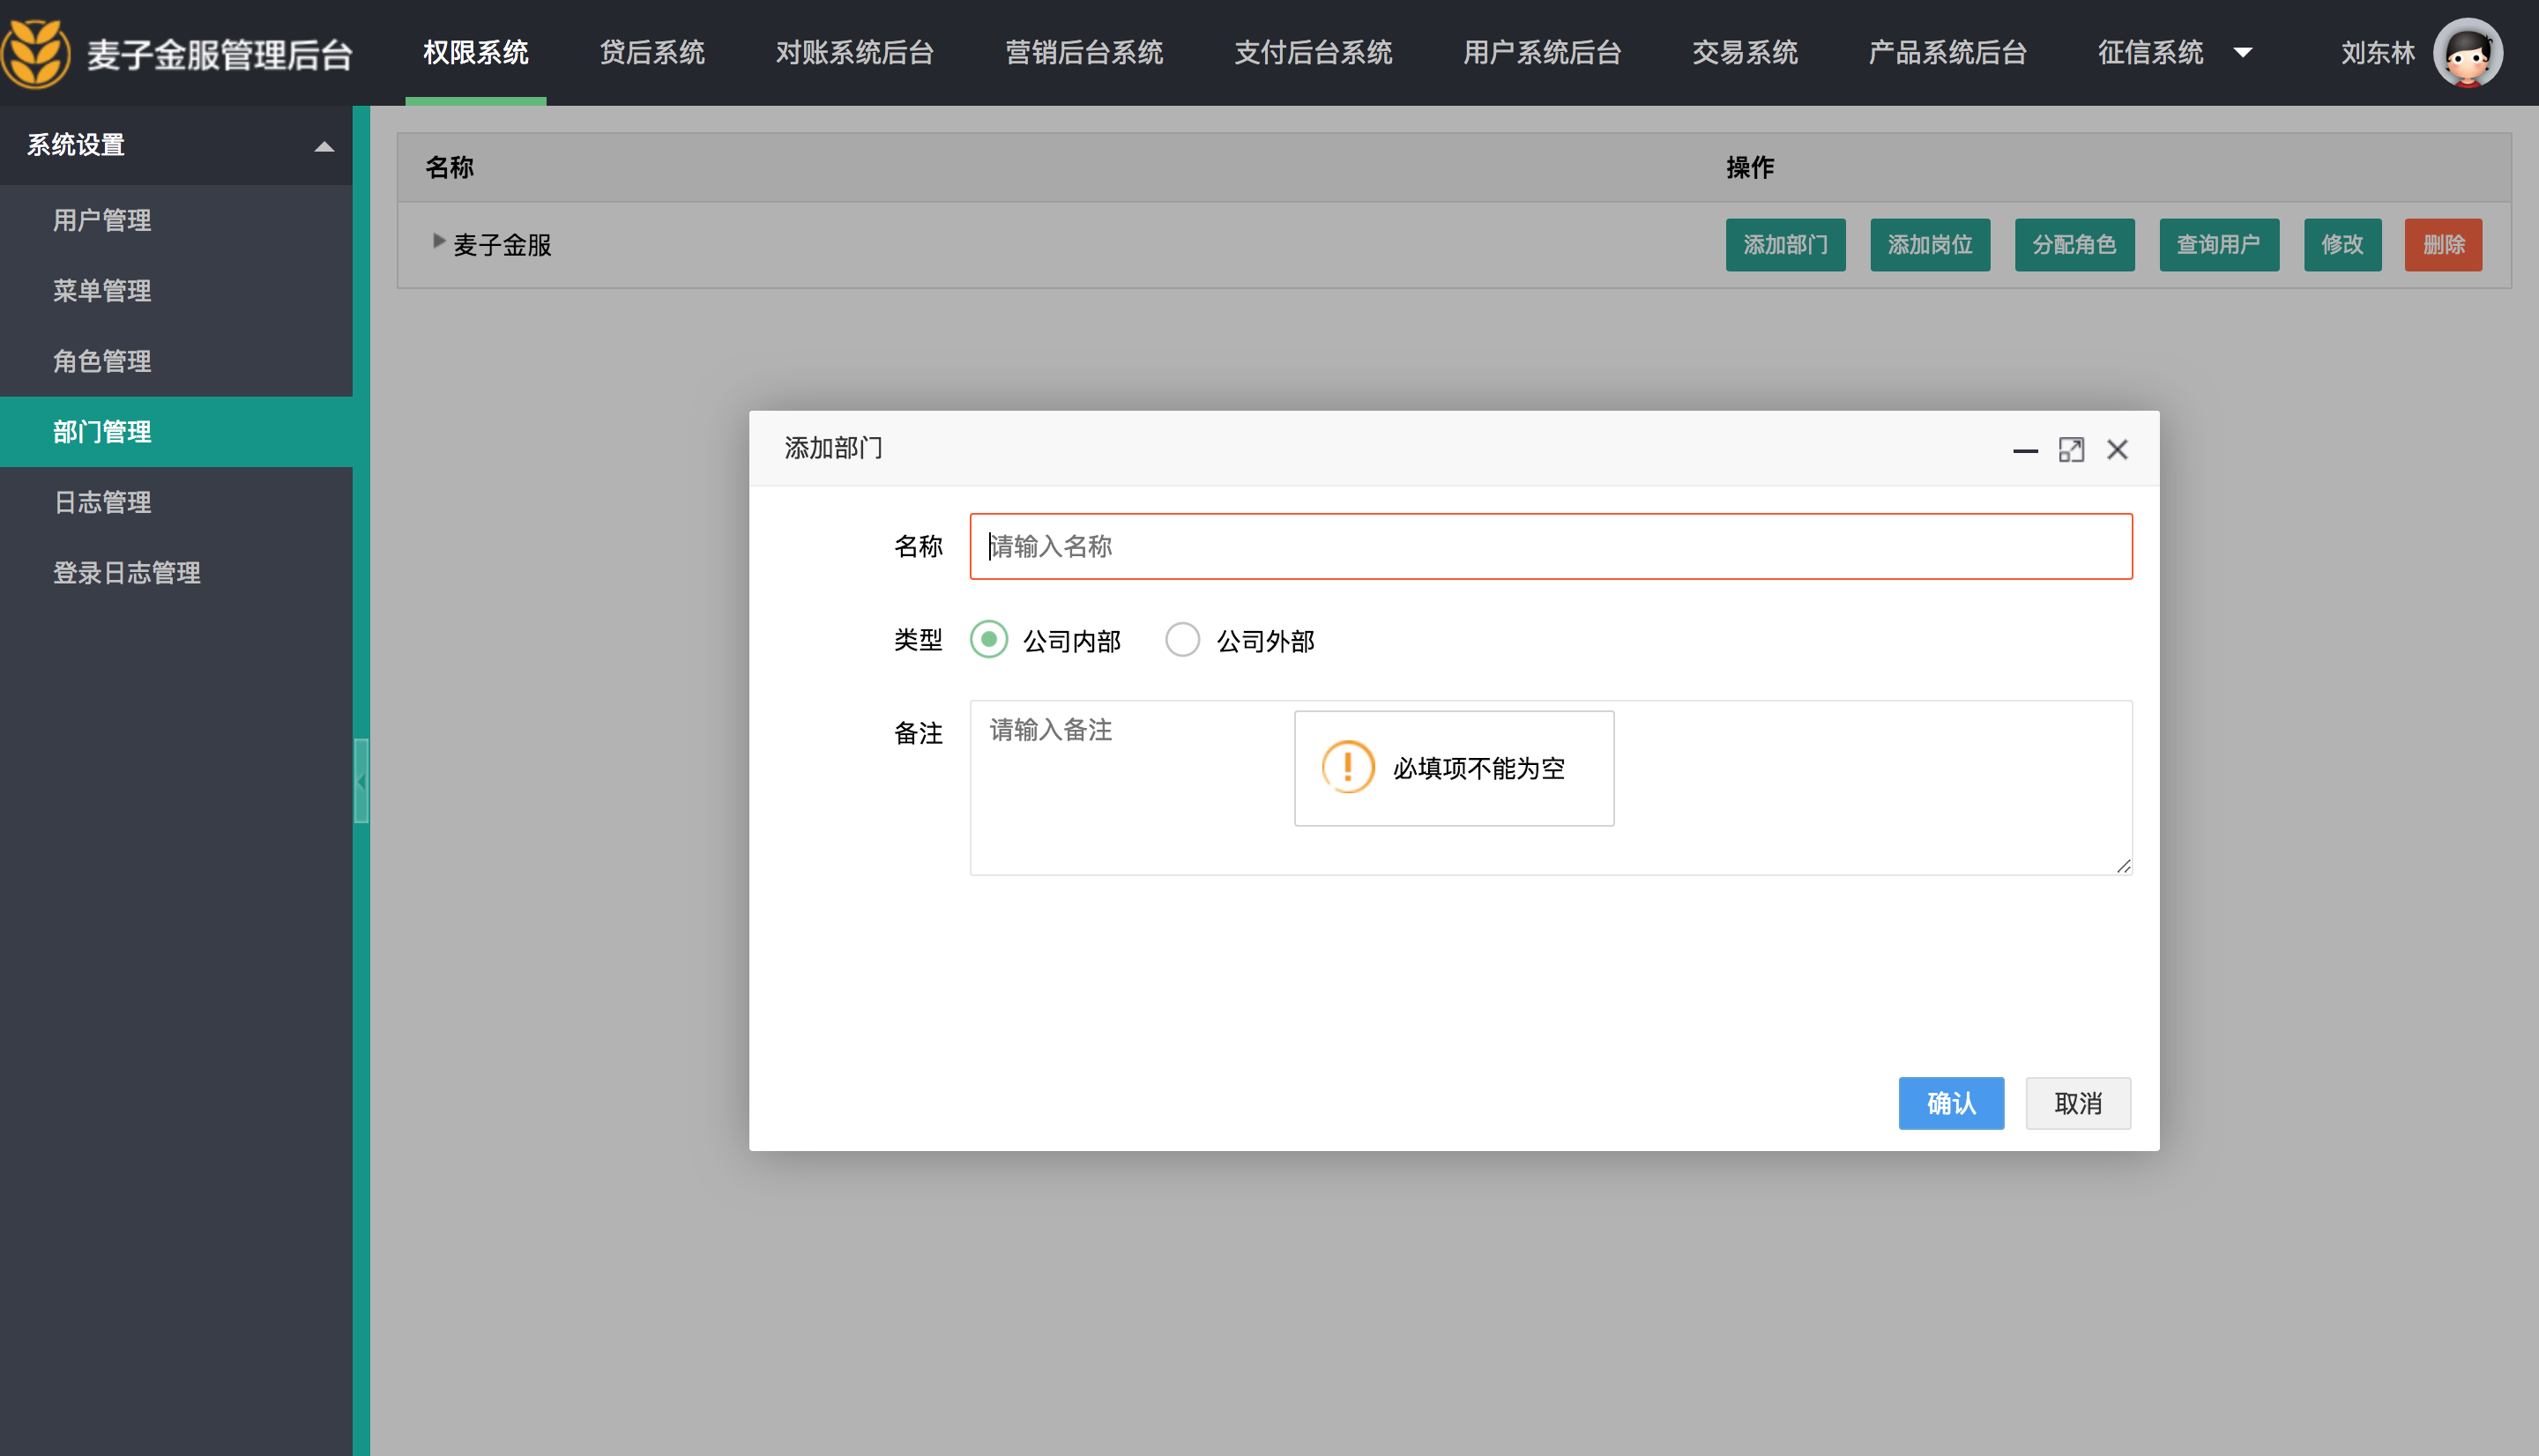 麦子金服管理后台 权限系统 贷后系统 对账系统后台 营销后台系统 支付后台系统 用户系统后台 交易系统 产品系统后台 征信系统 刘东林
系统设置
用户管理
菜单管理
角色管理
部门管理
日志管理
登录日志管理
名称 操作
麦子金服 添加部门 添加岗位 分配角色 查询用户 修改 删除
添加部门
名称 请输入名称
类型 公司内部 公司外部
备注 请输入备注
必填项不能为空
确认 取消